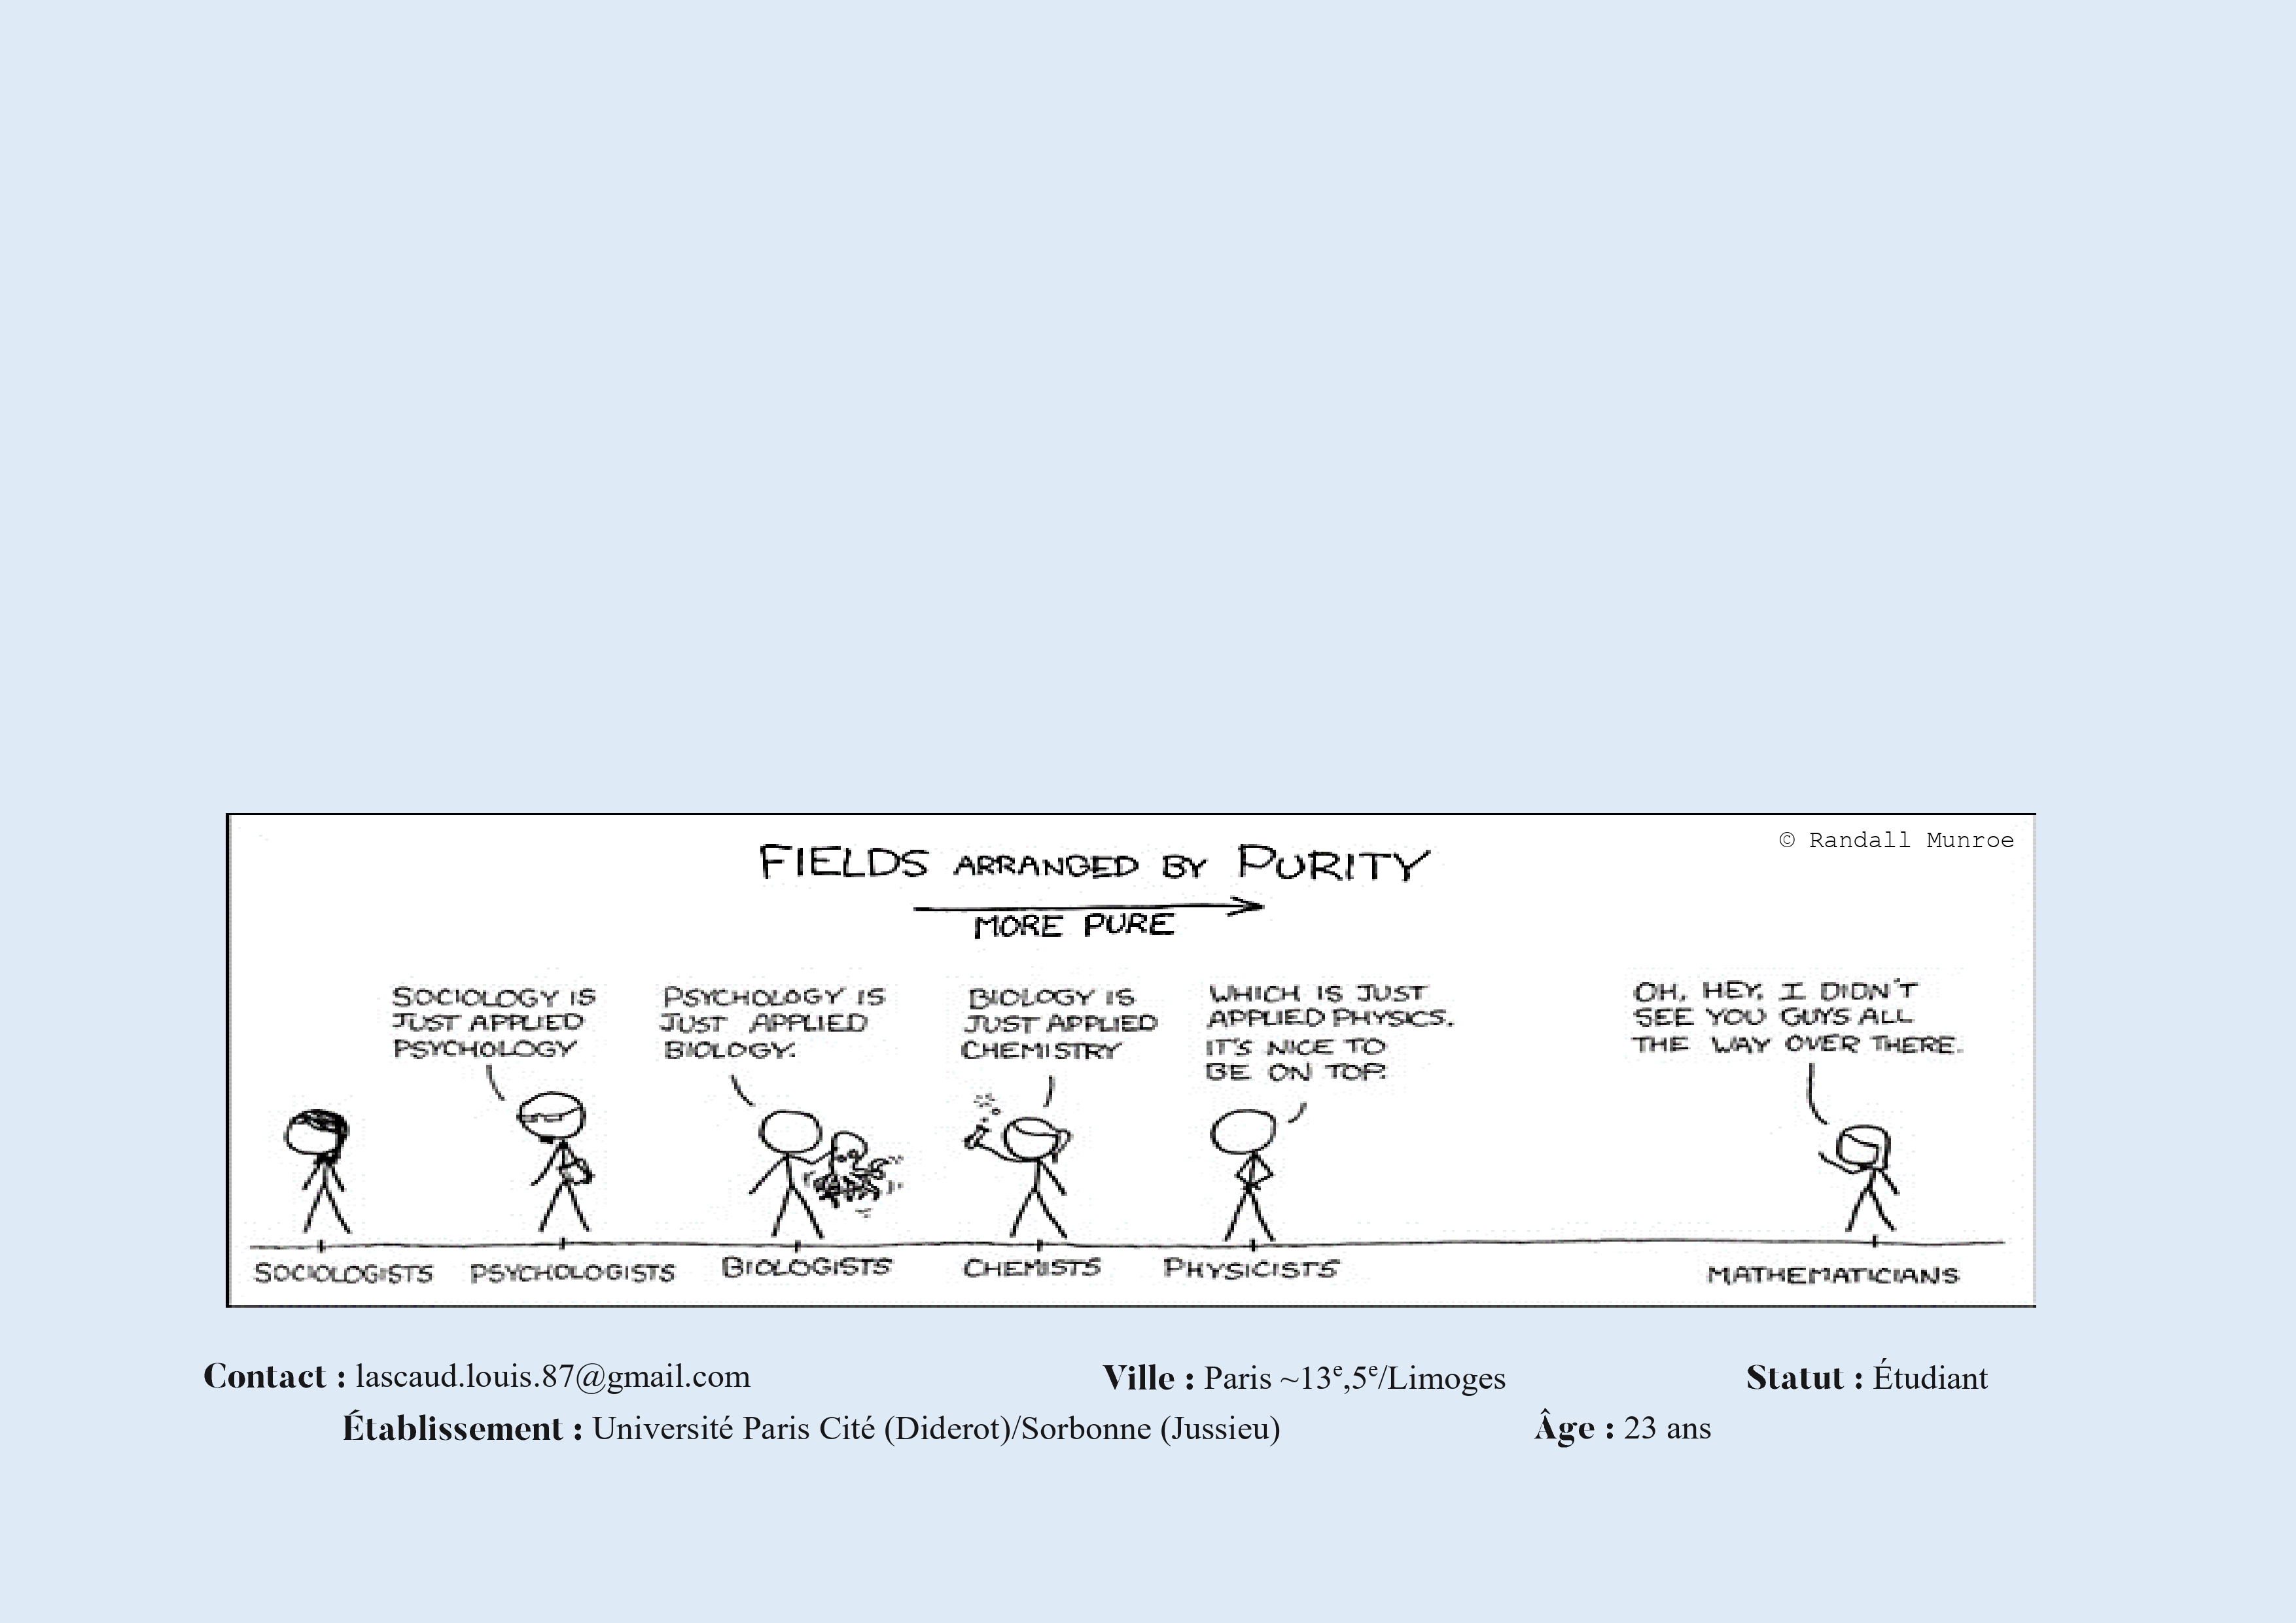 © Randall Munroe
FIELDS ARRANGED BY PURITY
MORE PURE
SOCIOLOGY IS
JUST APPLIED
PSYCHOLOGY
PSYCHOLOGY IS
JUST APPLIED
BIOLOGY.
BIOLOGY IS
JUST APPLIED
CHEMISTRY
WHICH IS JUST
APPLIED PHYSICS.
IT'S NICE TO
BE ON TOP.
OH, HEY, I DIDN'T
SEE YOU GUYS ALL
THE WAY OVER THERE.
SOCIOLOGISTS
PSYCHOLOGISTS
BIOLOGISTS
CHEMISTS
PHYSICISTS
MATHEMATICIANS
Contact : lascaud.louis.87@gmail.com
Ville : Paris ~13e,5e/Limoges
Statut : Étudiant
Établissement : Université Paris Cité (Diderot)/Sorbonne (Jussieu)
Âge : 23 ans